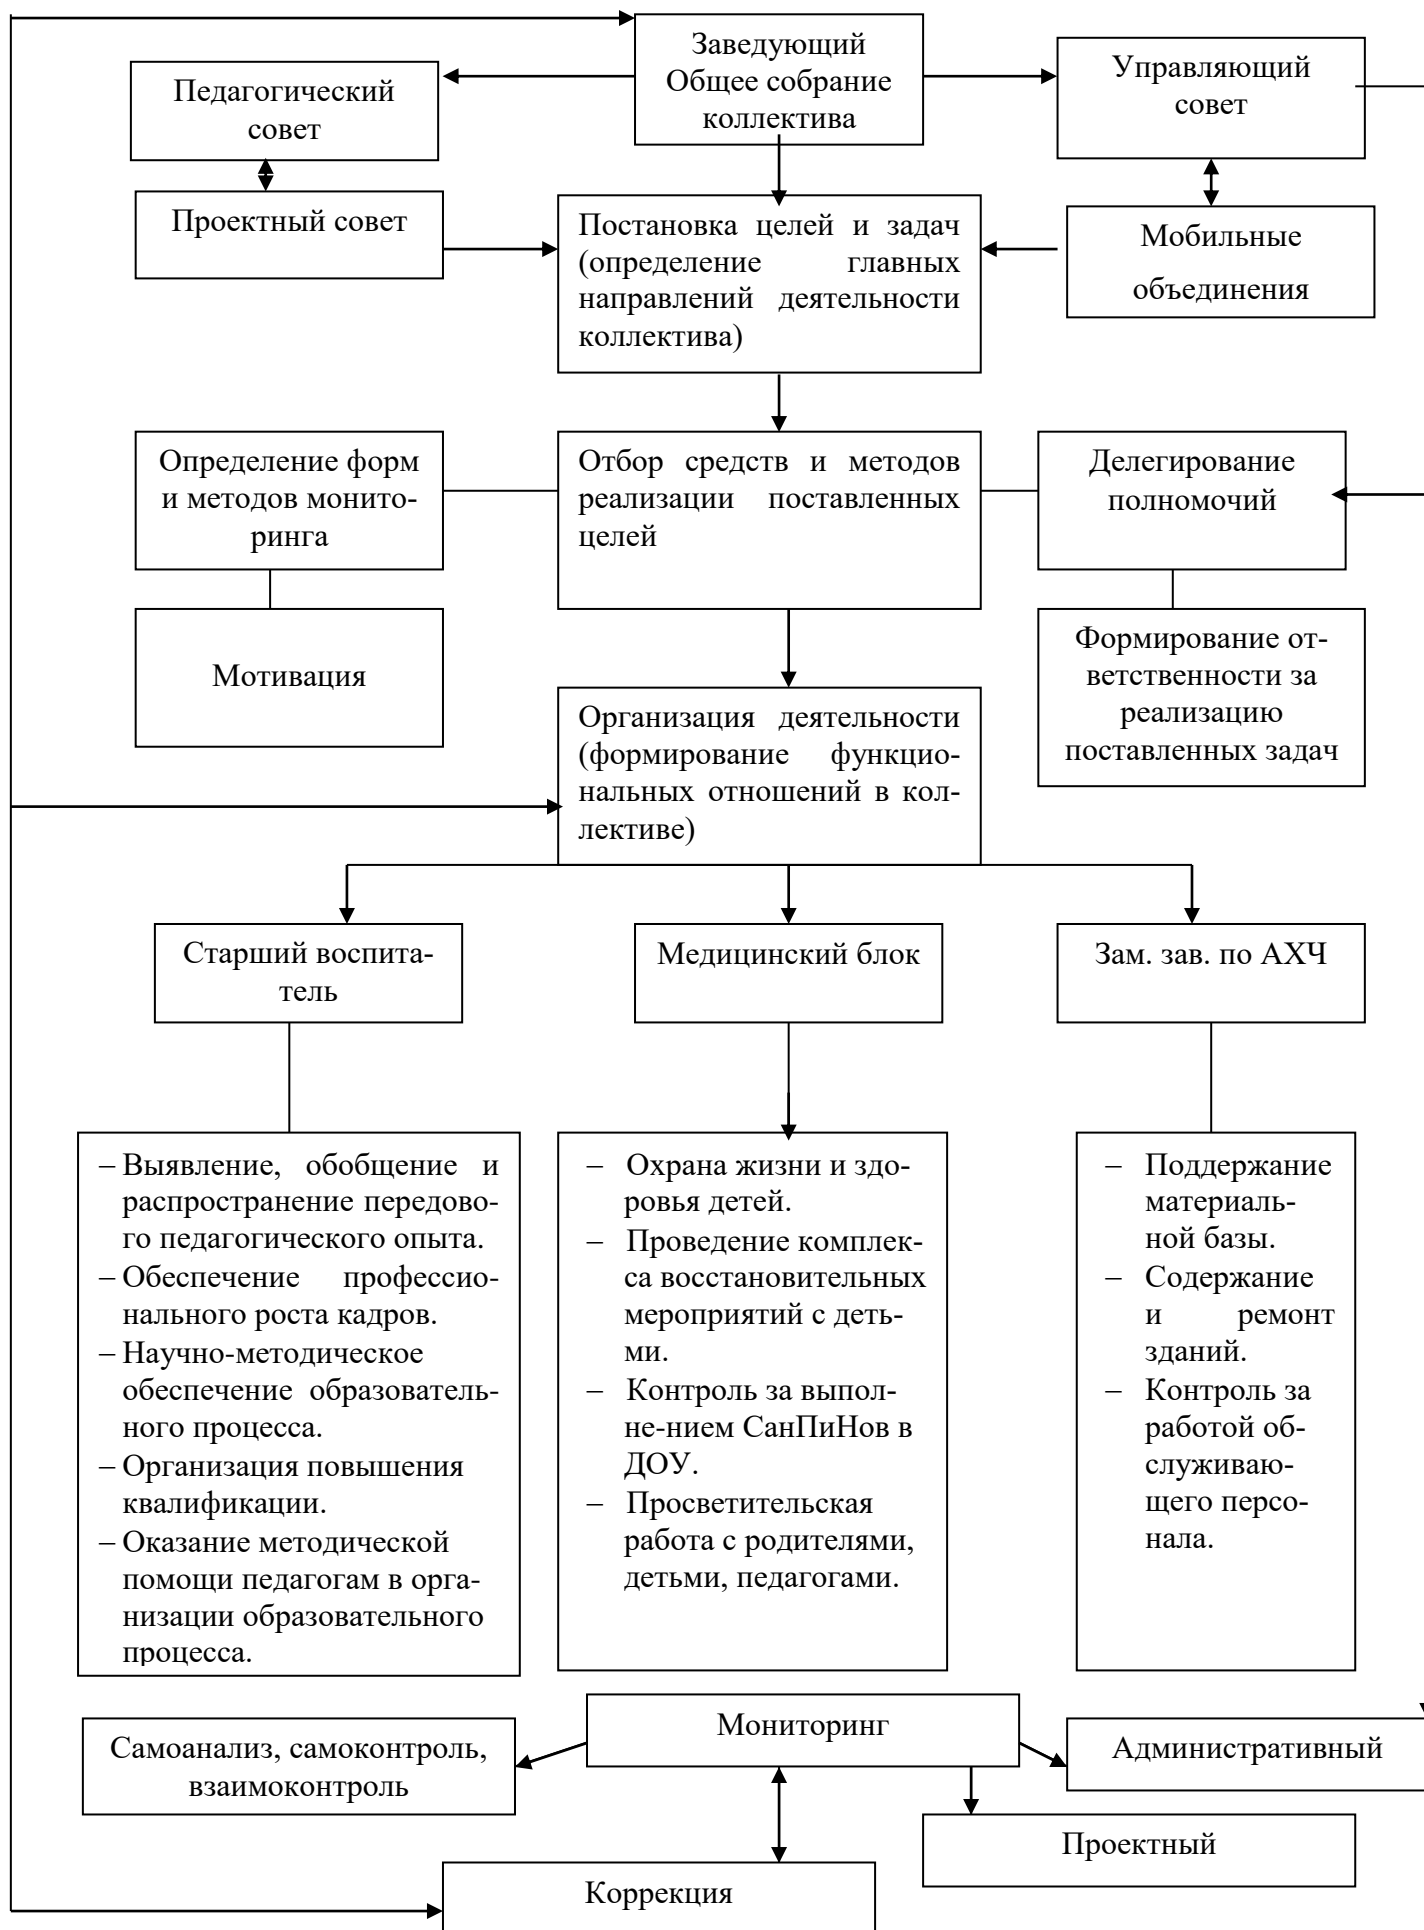 Заведующий
Общее собрание
коллектива
Педагогический
совет
Управляющий
совет
Проектный совет
Постановка целей и задач
(определение главных
направлений деятельности
коллектива)
Мобильные
объединения
Определение форм
и методов монито-
ринга
Отбор средств и методов
реализации поставленных
целей
Делегирование
полномочий
Мотивация
Формирование от-
ветственности за
реализацию
поставленных задач
Организация деятельности
(формирование функцио-
нальных отношений в кол-
лективе)
Старший воспита-
тель
Медицинский блок
Зам. зав. по АХЧ
– Выявление, обобщение и
распространение передово-
го педагогического опыта.
– Обеспечение профессио-
нального роста кадров.
– Научно-методическое
обеспечение образователь-
ного процесса.
– Организация повышения
квалификации.
– Оказание методической
помощи педагогам в орга-
низации образовательного
процесса.
– Охрана жизни и здо-
ровья детей.
– Проведение комплек-
са восстановительных
мероприятий с деть-
ми.
– Контроль за выпол-
не-нием СанПиНов в
ДОУ.
– Просветительская
работа с родителями,
детьми, педагогами.
– Поддержание
материаль-
ной базы.
– Содержание
и ремонт
зданий.
– Контроль за
работой об-
служиваю-
щего персо-
нала.
Мониторинг
Самоанализ, самоконтроль,
взаимоконтроль
Административный
Проектный
Коррекция